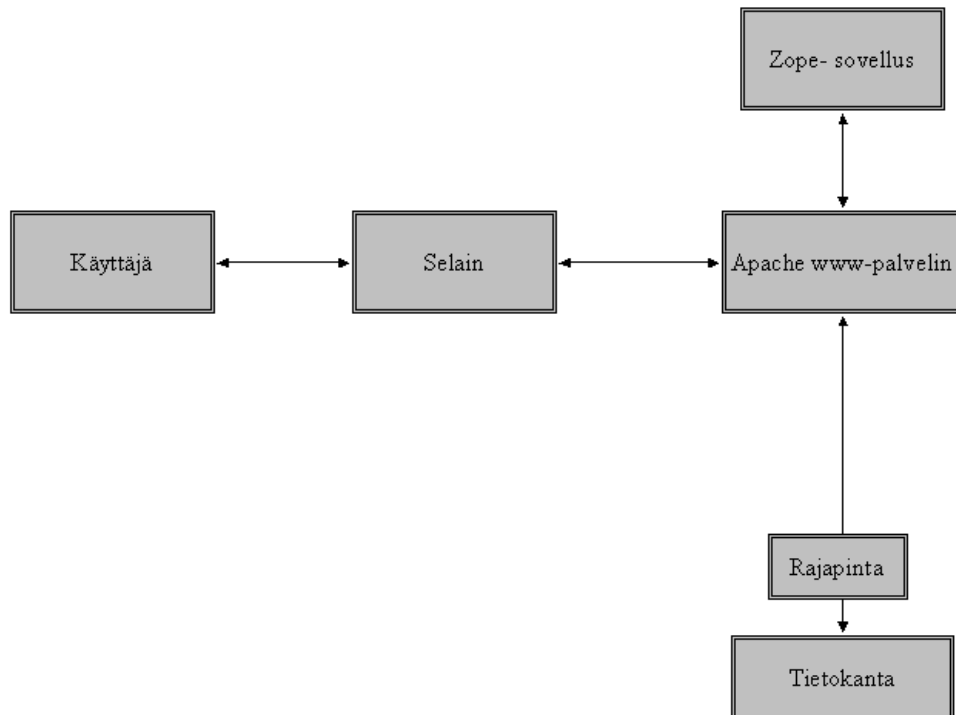 Zope- sovellus
Käyttäjä
Selain
Apache www-palvelin
Rajapinta
Tietokanta